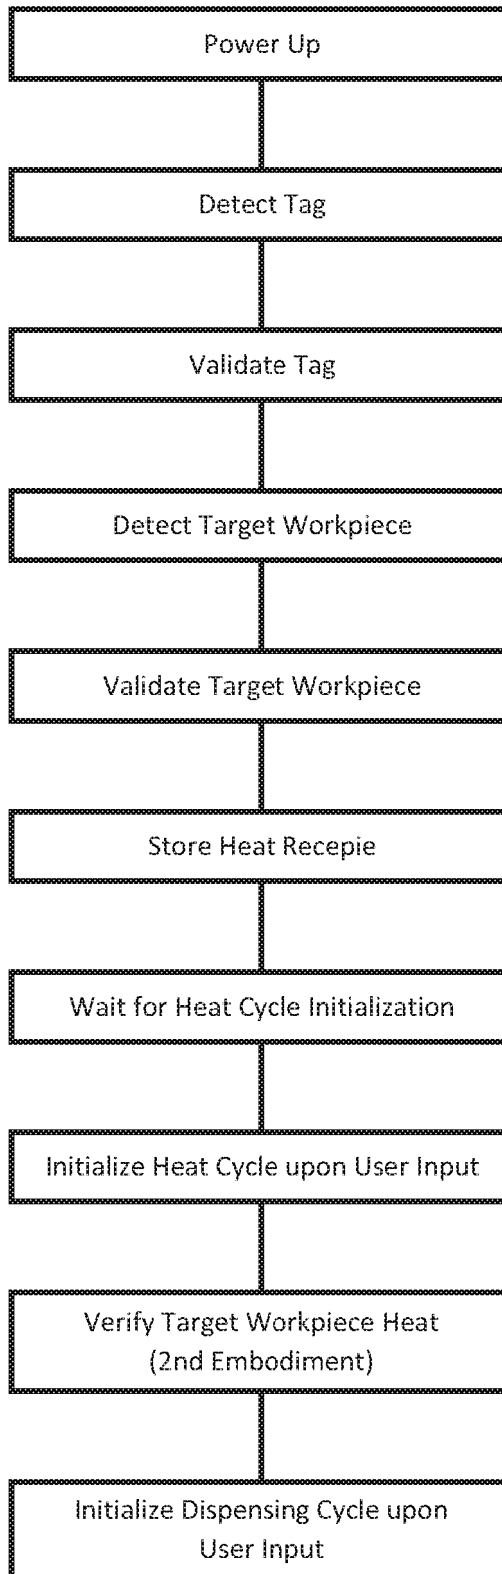 Power Up
Detect Tag
Validate Tag
Detect Target Workpiece
Validate Target Workpiece
Store Heat Recepie
Wait for Heat Cycle Initialization
Initialize Heat Cycle upon User Input
Verify Target Workpiece Heat
(2nd Embodiment)
Initialize Dispensing Cycle upon
User Input